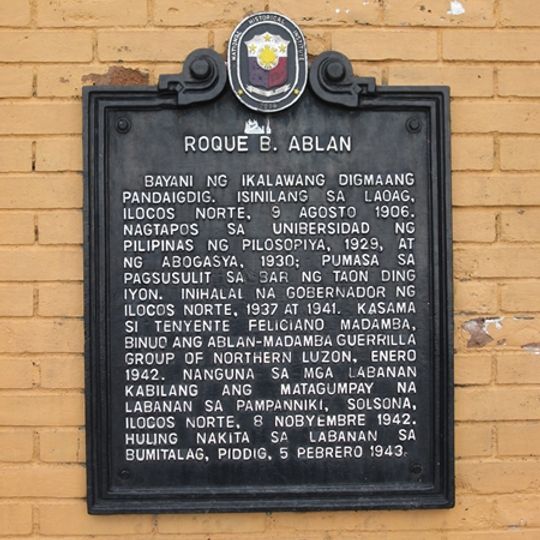 NATIONAL HISTORICAL INSTITUTE
ROQUE B. ABLAN
BAYANI NG IKALAWANG DIGMAANG
PANDAIGDIG. ISINILANG SA LAOAG,
ILOCOS NORTE, 9 AGOSTO 1906.
NAGTAPOS SA UNIBERSIDAD NG
PILIPINAS NG PILOSOPIYA, 1929, AT
NG ABOGASYA, 1930; PUMASA SA
PAGSUSULIT SA BAR NG TAON DING
IYON. INIHALAL NA GOBERNADOR NG
ILOCOS NORTE, 1937 AT 1941. KASAMA
SI TENYENTE FELICIANO MADAMBA,
BINUO ANG ABLAN-MADAMBA GUERRILLA
GROUP OF NORTHERN LUZON, ENERO
1942. NANGUNA SA MGA LABANAN
KABILANG ANG MATAGUMPAY NA
LABANAN SA PAMPANNIKI, SOLSONA,
ILOCOS NORTE, 8 NOBYEMBRE 1942.
HULING NAKITA SA LABANAN SA
BUMITALAG, PIDDIG, 5 PEBRERO 1943.